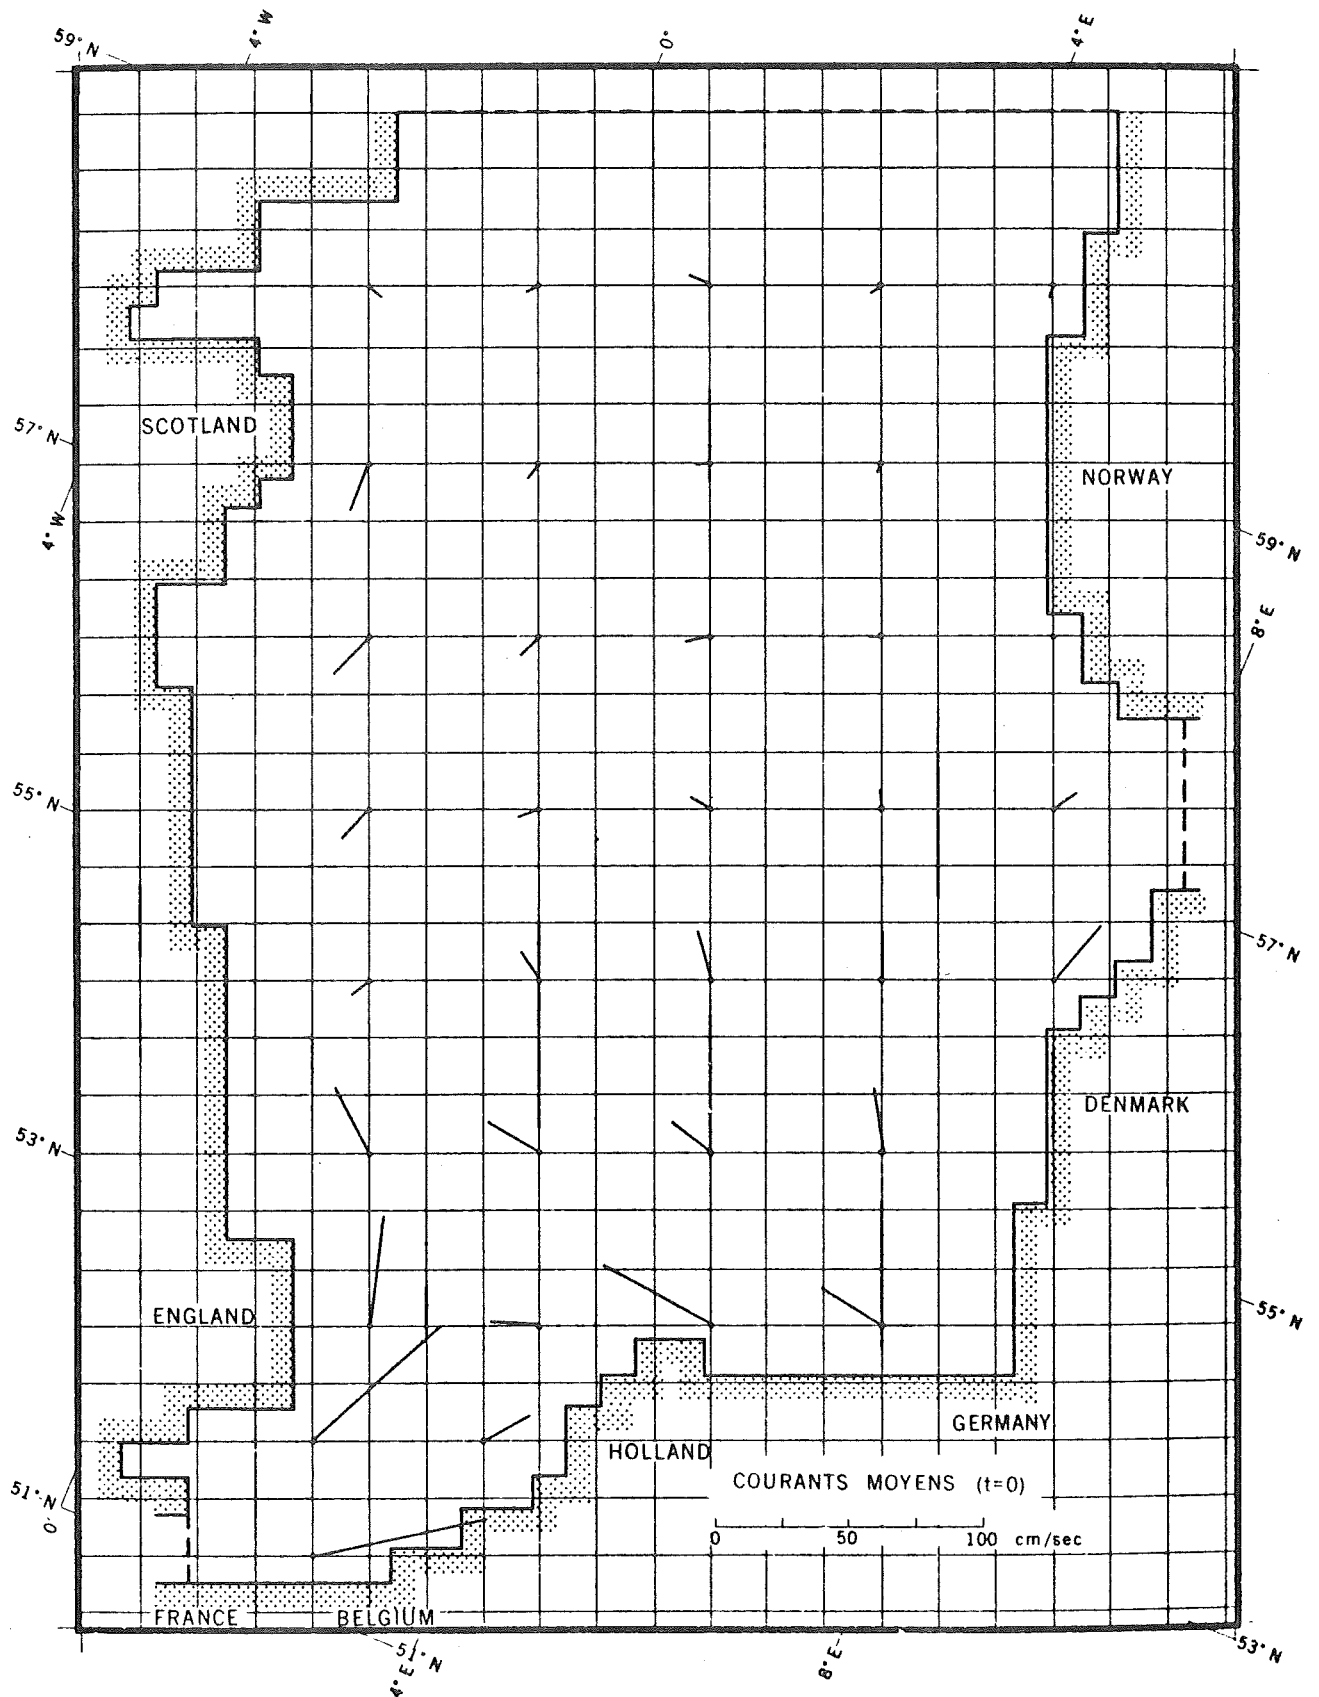 59° N
4° W
0°
4° E
SCOTLAND
57° N
NORWAY
4° W
59° N
8° E
55° N
57° N
DENMARK
53° N
ENGLAND
55° N
GERMANY
HOLLAND
COURANTS MOYENS (t=0)
51° N
0°
0 50 100 cm/sec
FRANCE BELGIUM
51° N
4° E
8° E
53° N